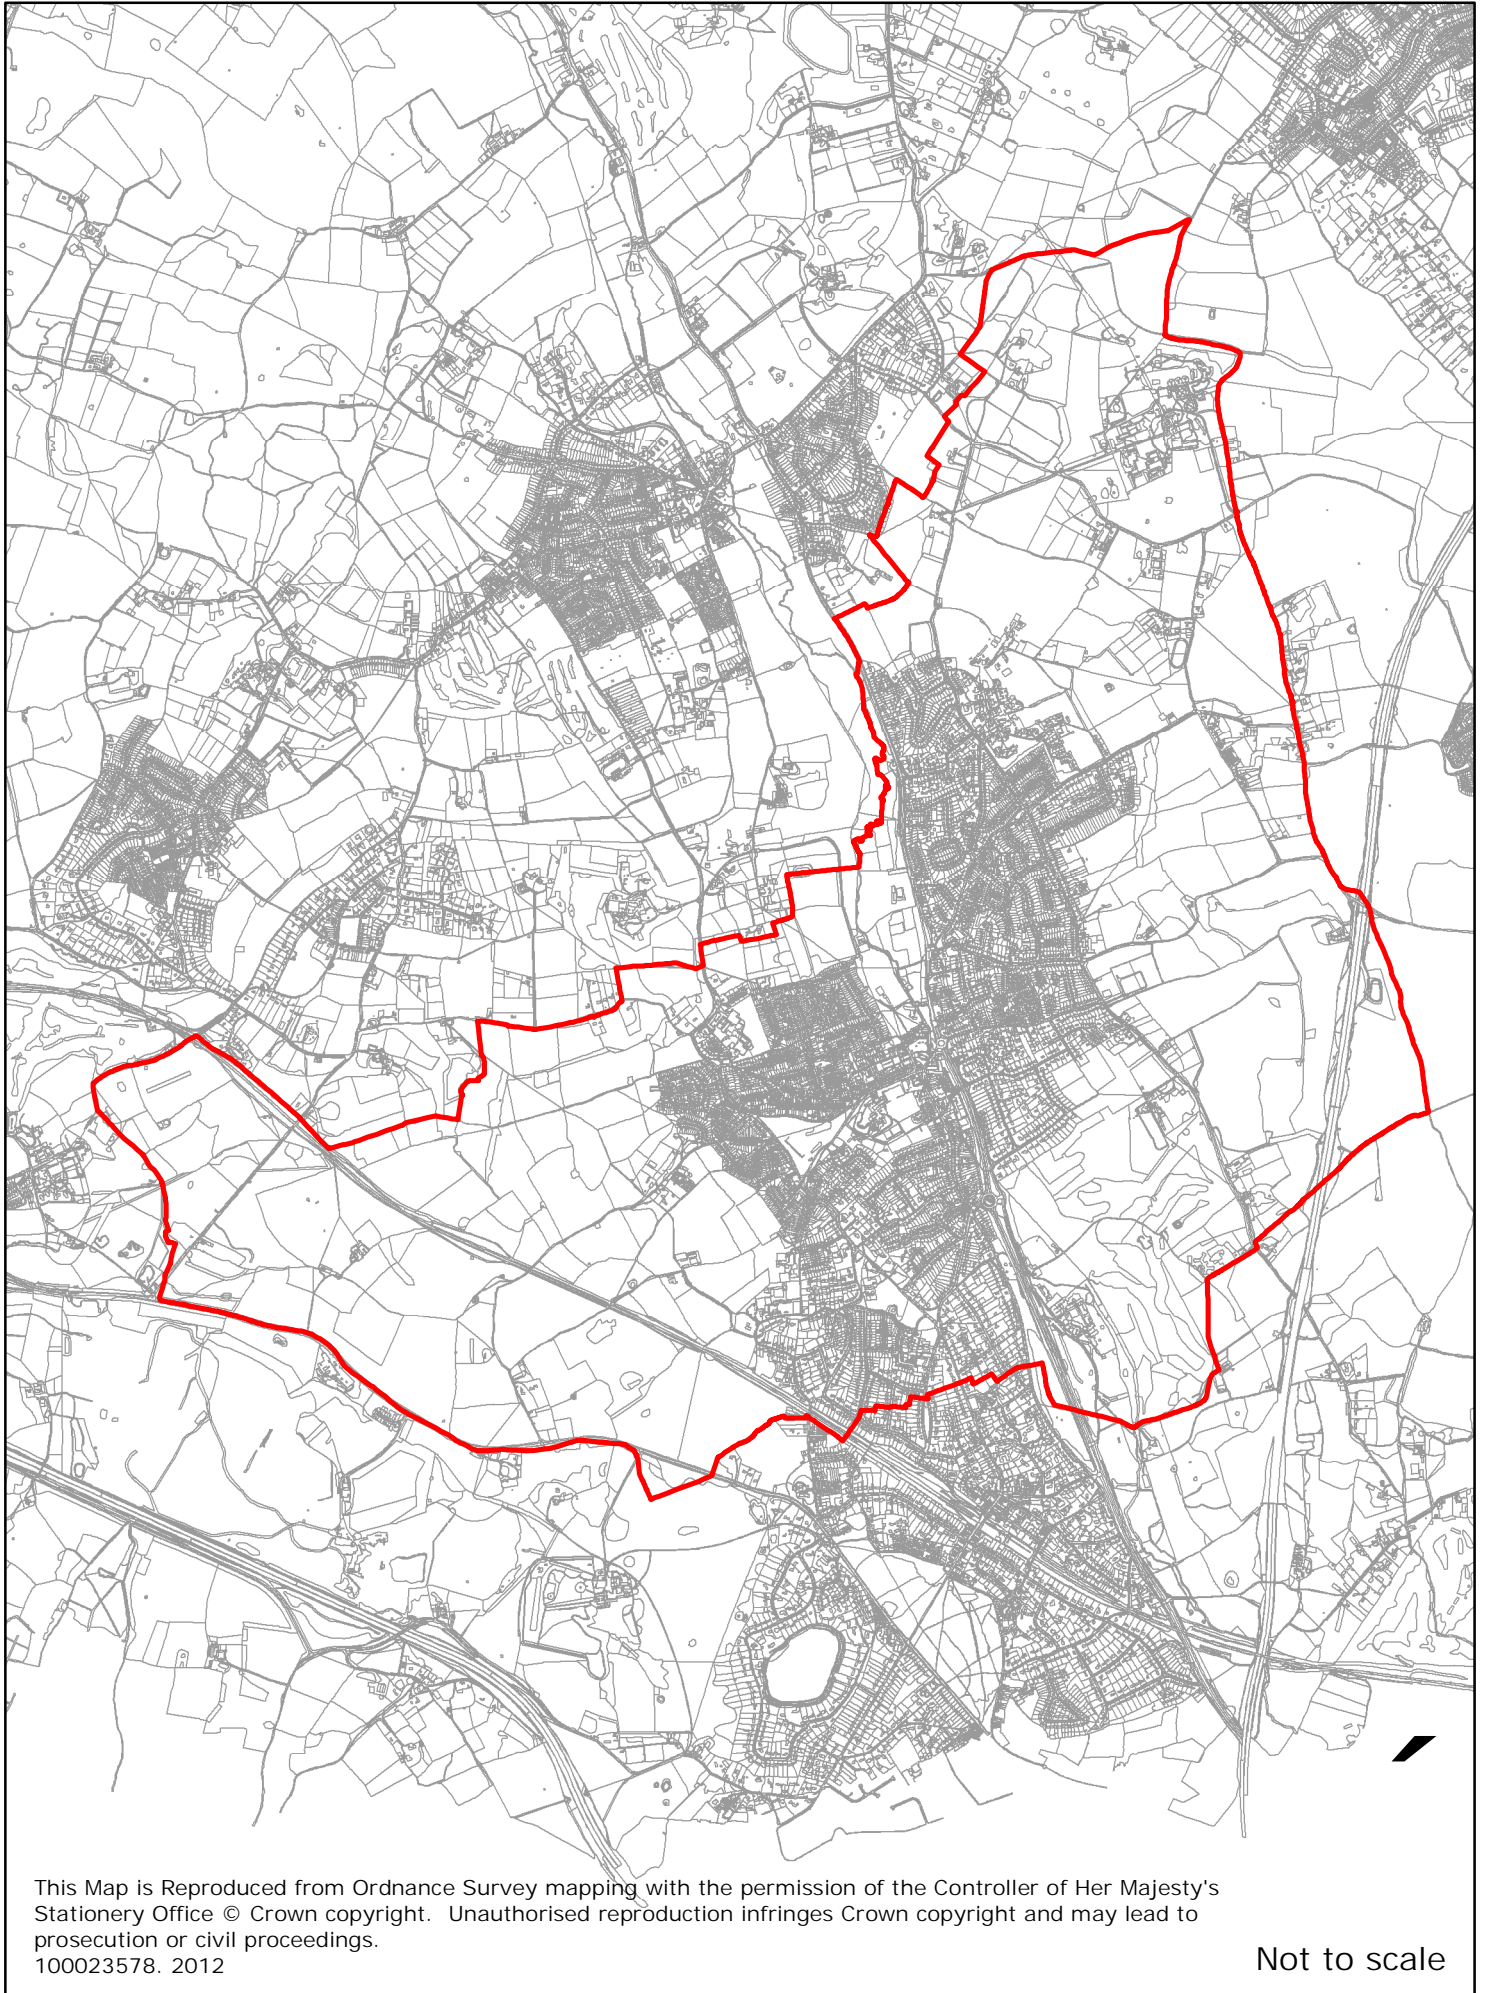 This Map is Reproduced from Ordnance Survey mapping with the permission of the Controller of Her Majesty's
Stationery Office © Crown copyright.  Unauthorised reproduction infringes Crown copyright and may lead to
prosecution or civil proceedings.
100023578. 2012
Not to scale